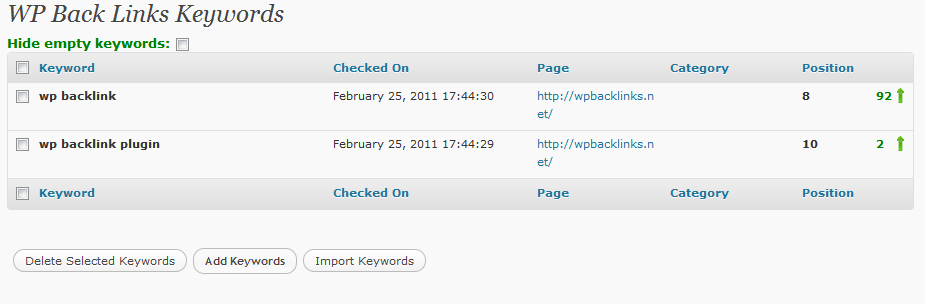 WP Back Links Keywords
Hide empty keywords:
Keyword Checked On Page Category Position
wp backlink February 25, 2011 17:44:30 http://wpbacklinks.n 8 92
et/
wp backlink plugin February 25, 2011 17:44:29 http://wpbacklinks.n 10 2
et/
Keyword Checked On Page Category Position
Delete Selected Keywords Add Keywords Import Keywords